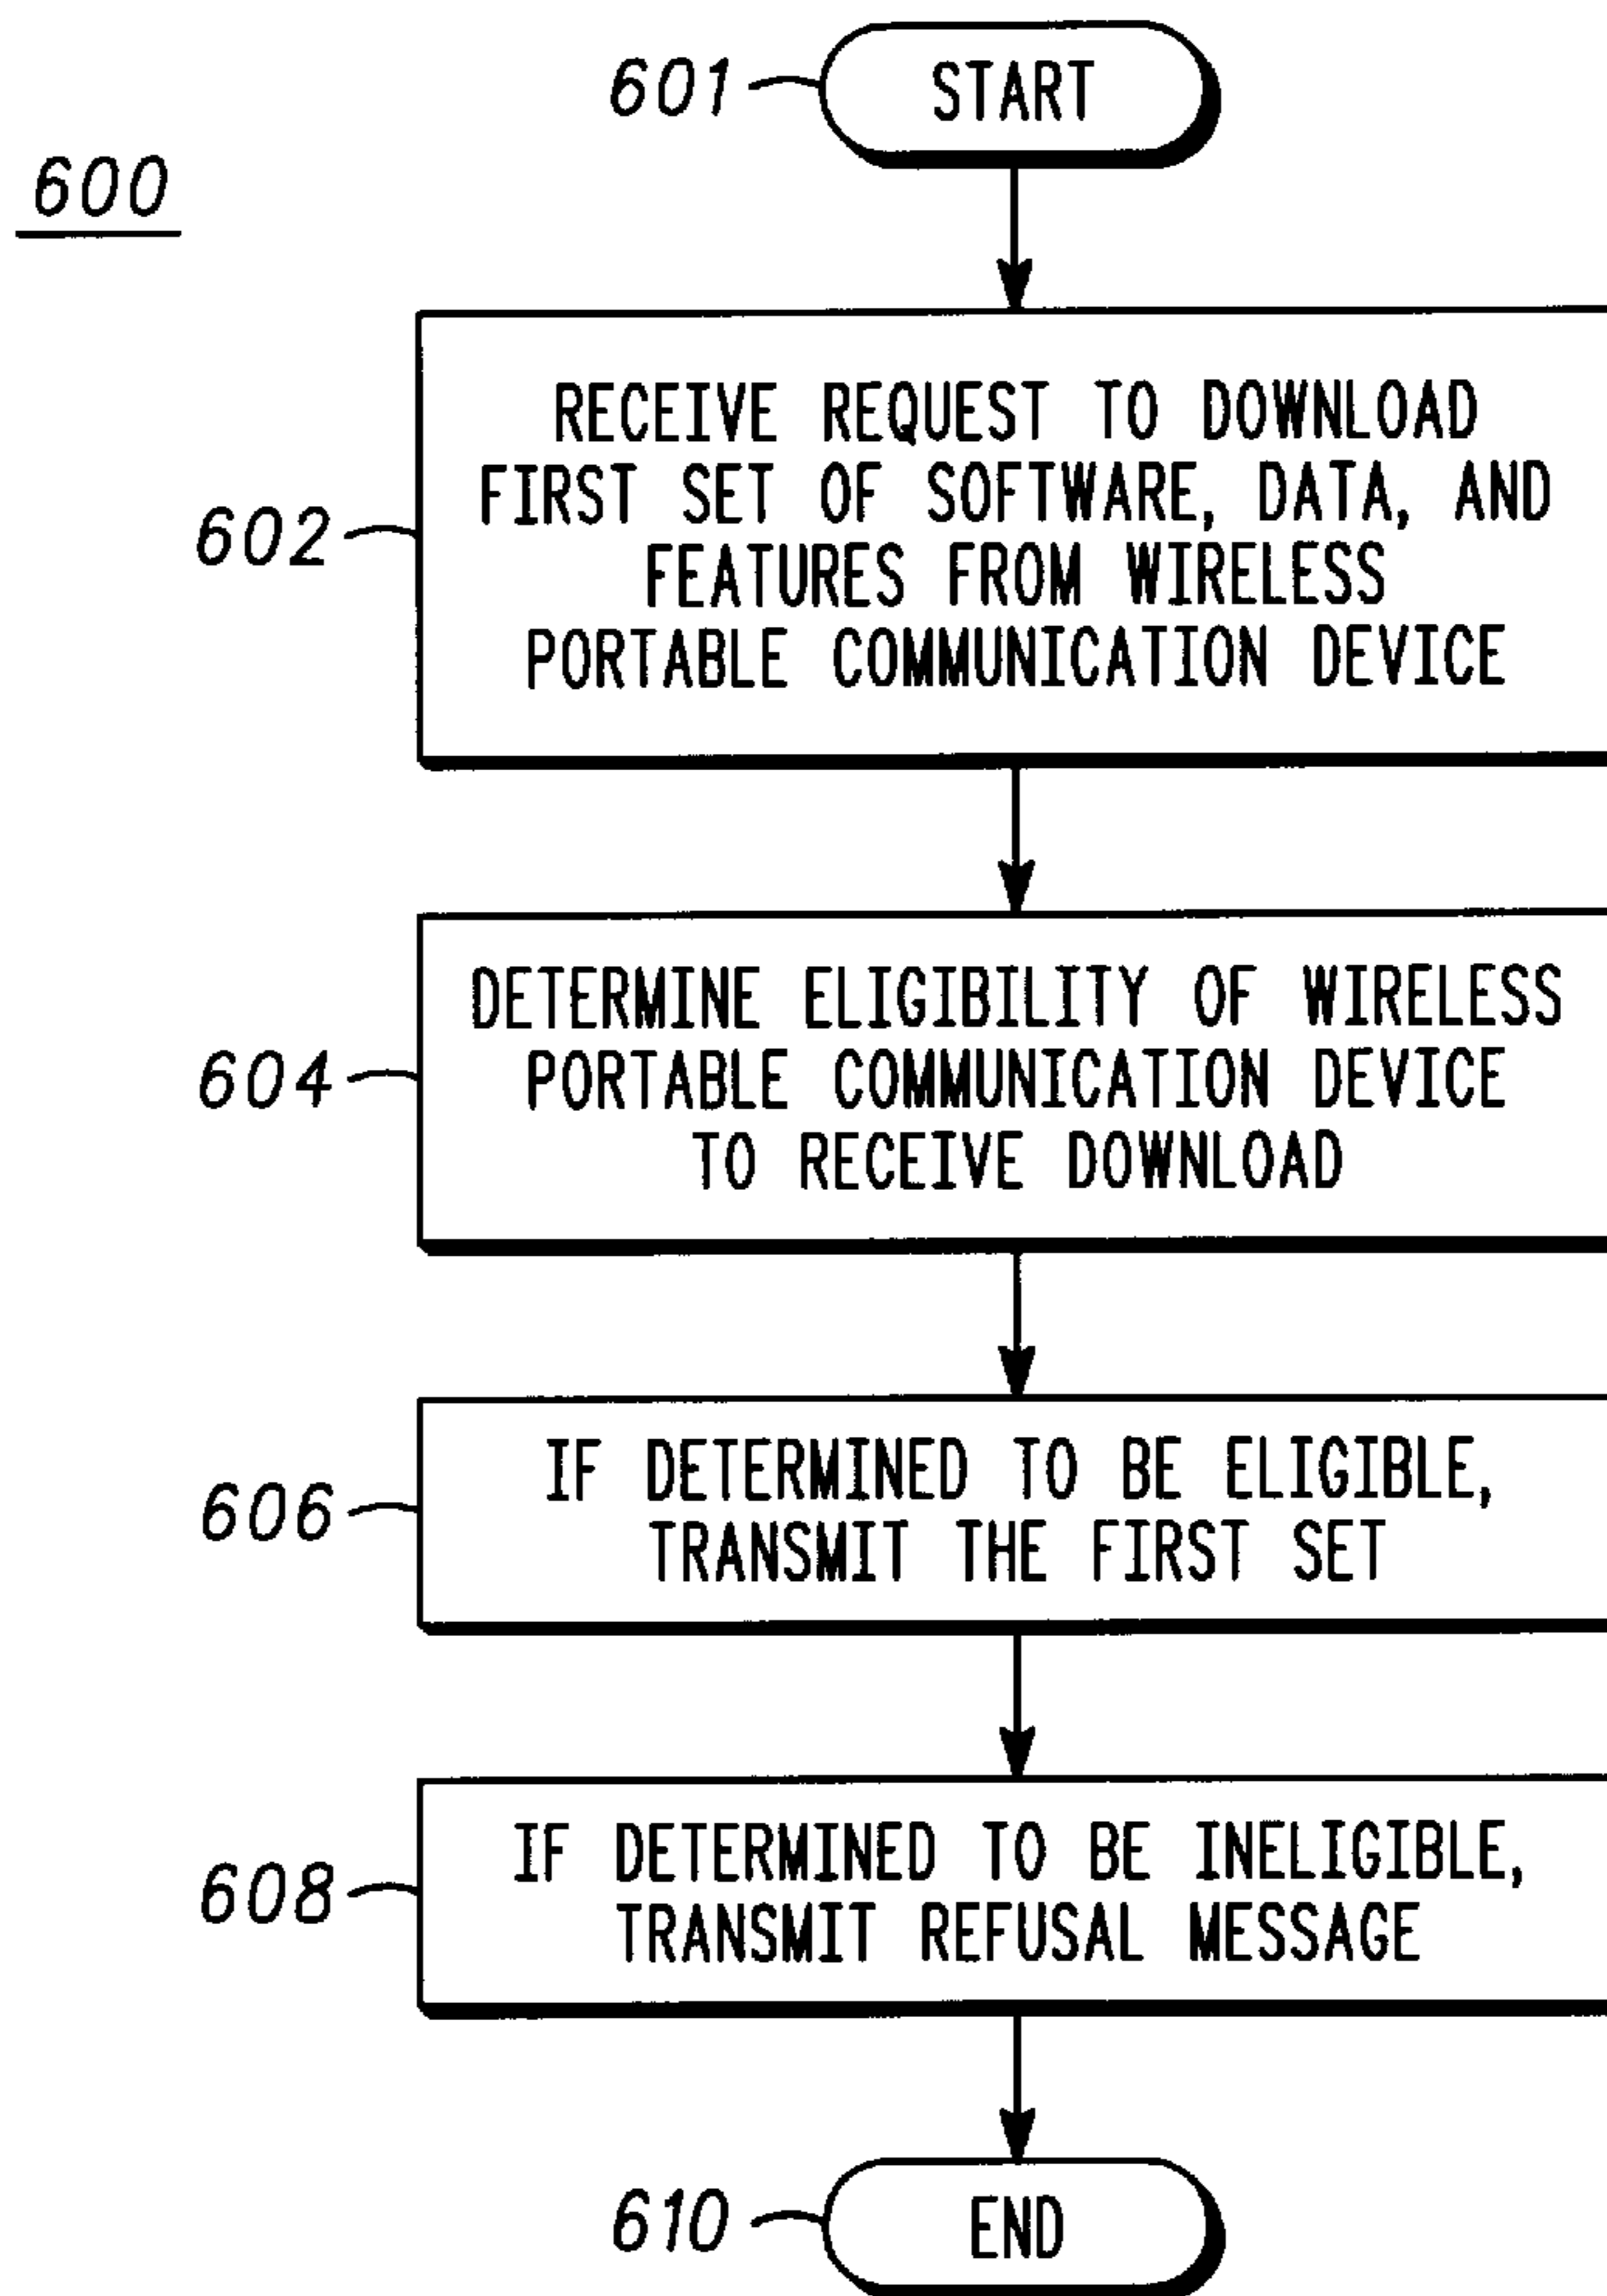 601
START
600
RECEIVE REQUEST TO DOWNLOAD
FIRST SET OF SOFTWARE, DATA, AND
FEATURES FROM WIRELESS
PORTABLE COMMUNICATION DEVICE
602
DETERMINE ELIGIBILITY OF WIRELESS
PORTABLE COMMUNICATION DEVICE
TO RECEIVE DOWNLOAD
604
IF DETERMINED TO BE ELIGIBLE,
TRANSMIT THE FIRST SET
606
IF DETERMINED TO BE INELIGIBLE,
TRANSMIT REFUSAL MESSAGE
608
610
END